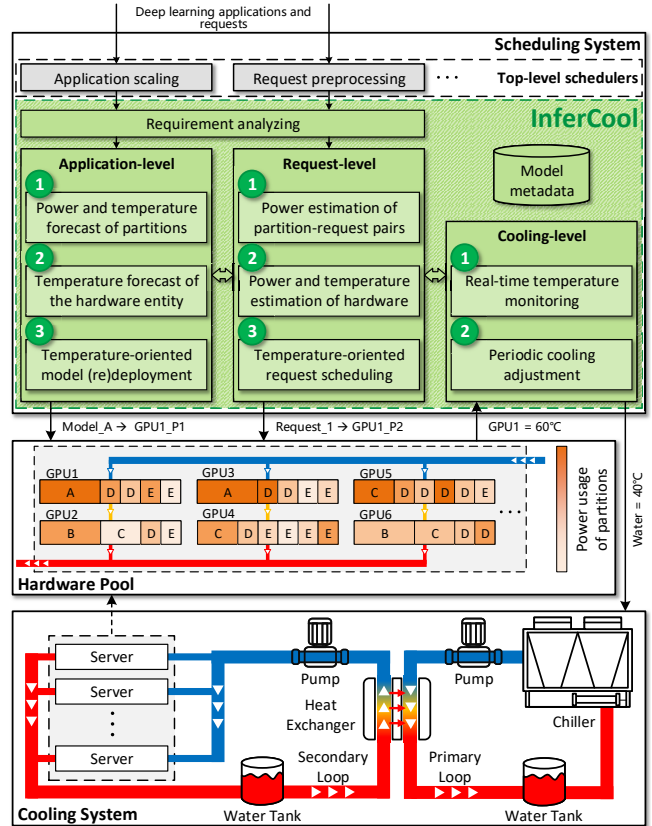 Deep learning applications and
requests
Scheduling System
Application scaling
Request preprocessing
· · ·
Top-level schedulers
InferCool
Requirement analyzing
Application-level
1
Power and temperature
forecast of partitions
2
Temperature forecast of
the hardware entity
3
Temperature-oriented
model (re)deployment
Request-level
1
Power estimation of
partition-request pairs
2
Power and temperature
estimation of hardware
3
Temperature-oriented
request scheduling
Model
metadata
Cooling-level
1
Real-time temperature
monitoring
2
Periodic cooling
adjustment
Model_A → GPU1_P1
Request_1 → GPU1_P2
GPU1 = 60℃
Water = 40℃
GPU1
A D D E E
GPU3
A D D E E
GPU5
C D D D D E
GPU2
B C D E
GPU4
C D E E E E
GPU6
B C D D
· · ·
Power usage
of partitions
Hardware Pool
Server
Server
Server
Pump
Heat
Exchanger
Pump
Chiller
Secondary
Loop
Primary
Loop
Water Tank
Water Tank
Cooling System